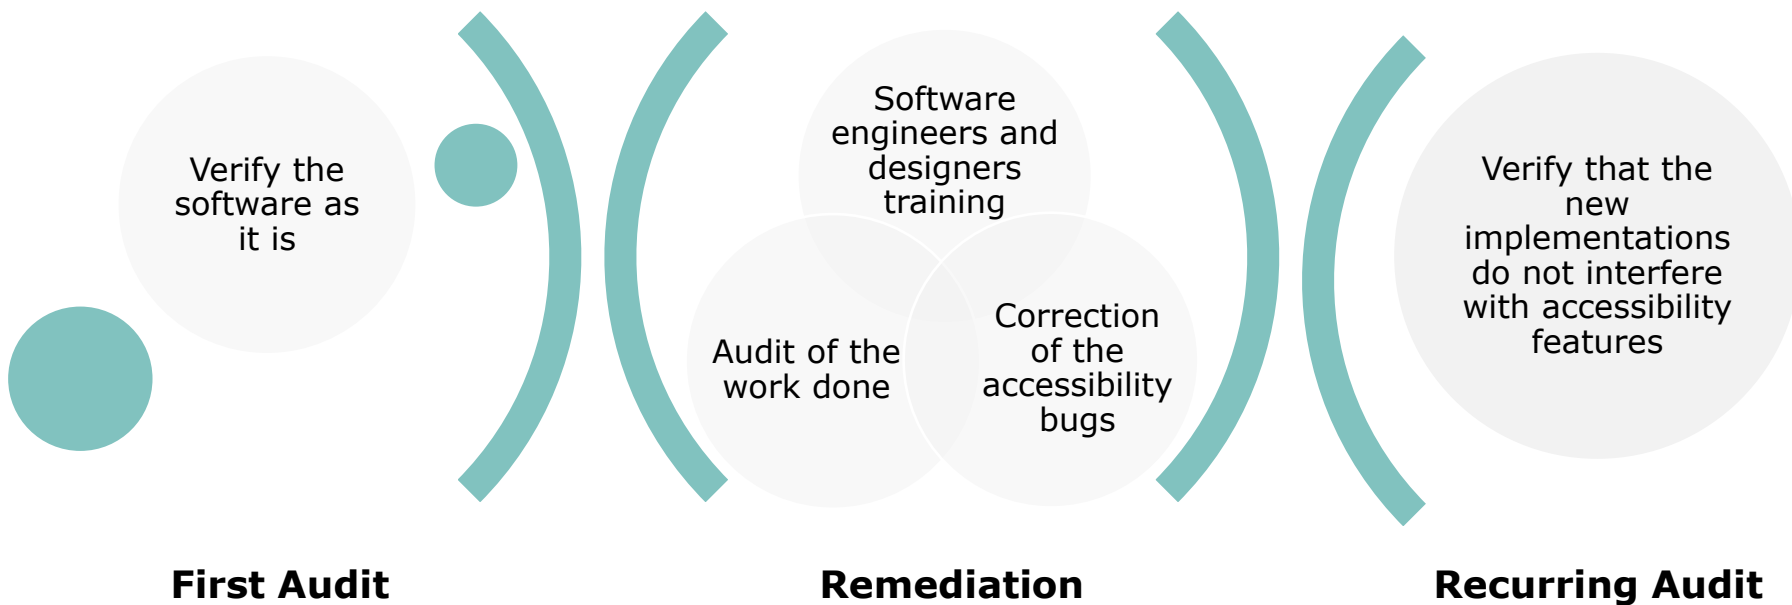 Verify the
software as
it is
First Audit
Software
engineers and
designers
training
Audit of the
work done
Correction
of the
accessibility
bugs
Remediation
Verify that the
new
implementations
do not interfere
with accessibility
features
Recurring Audit